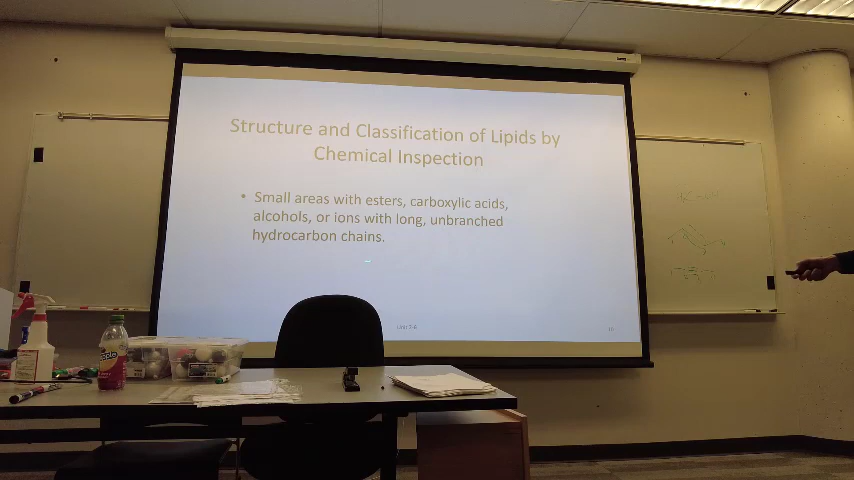 Structure and Classification of Lipids by
Chemical Inspection
• Small areas with esters, carboxylic acids,
alcohols, or ions with long, unbranched
hydrocarbon chains.